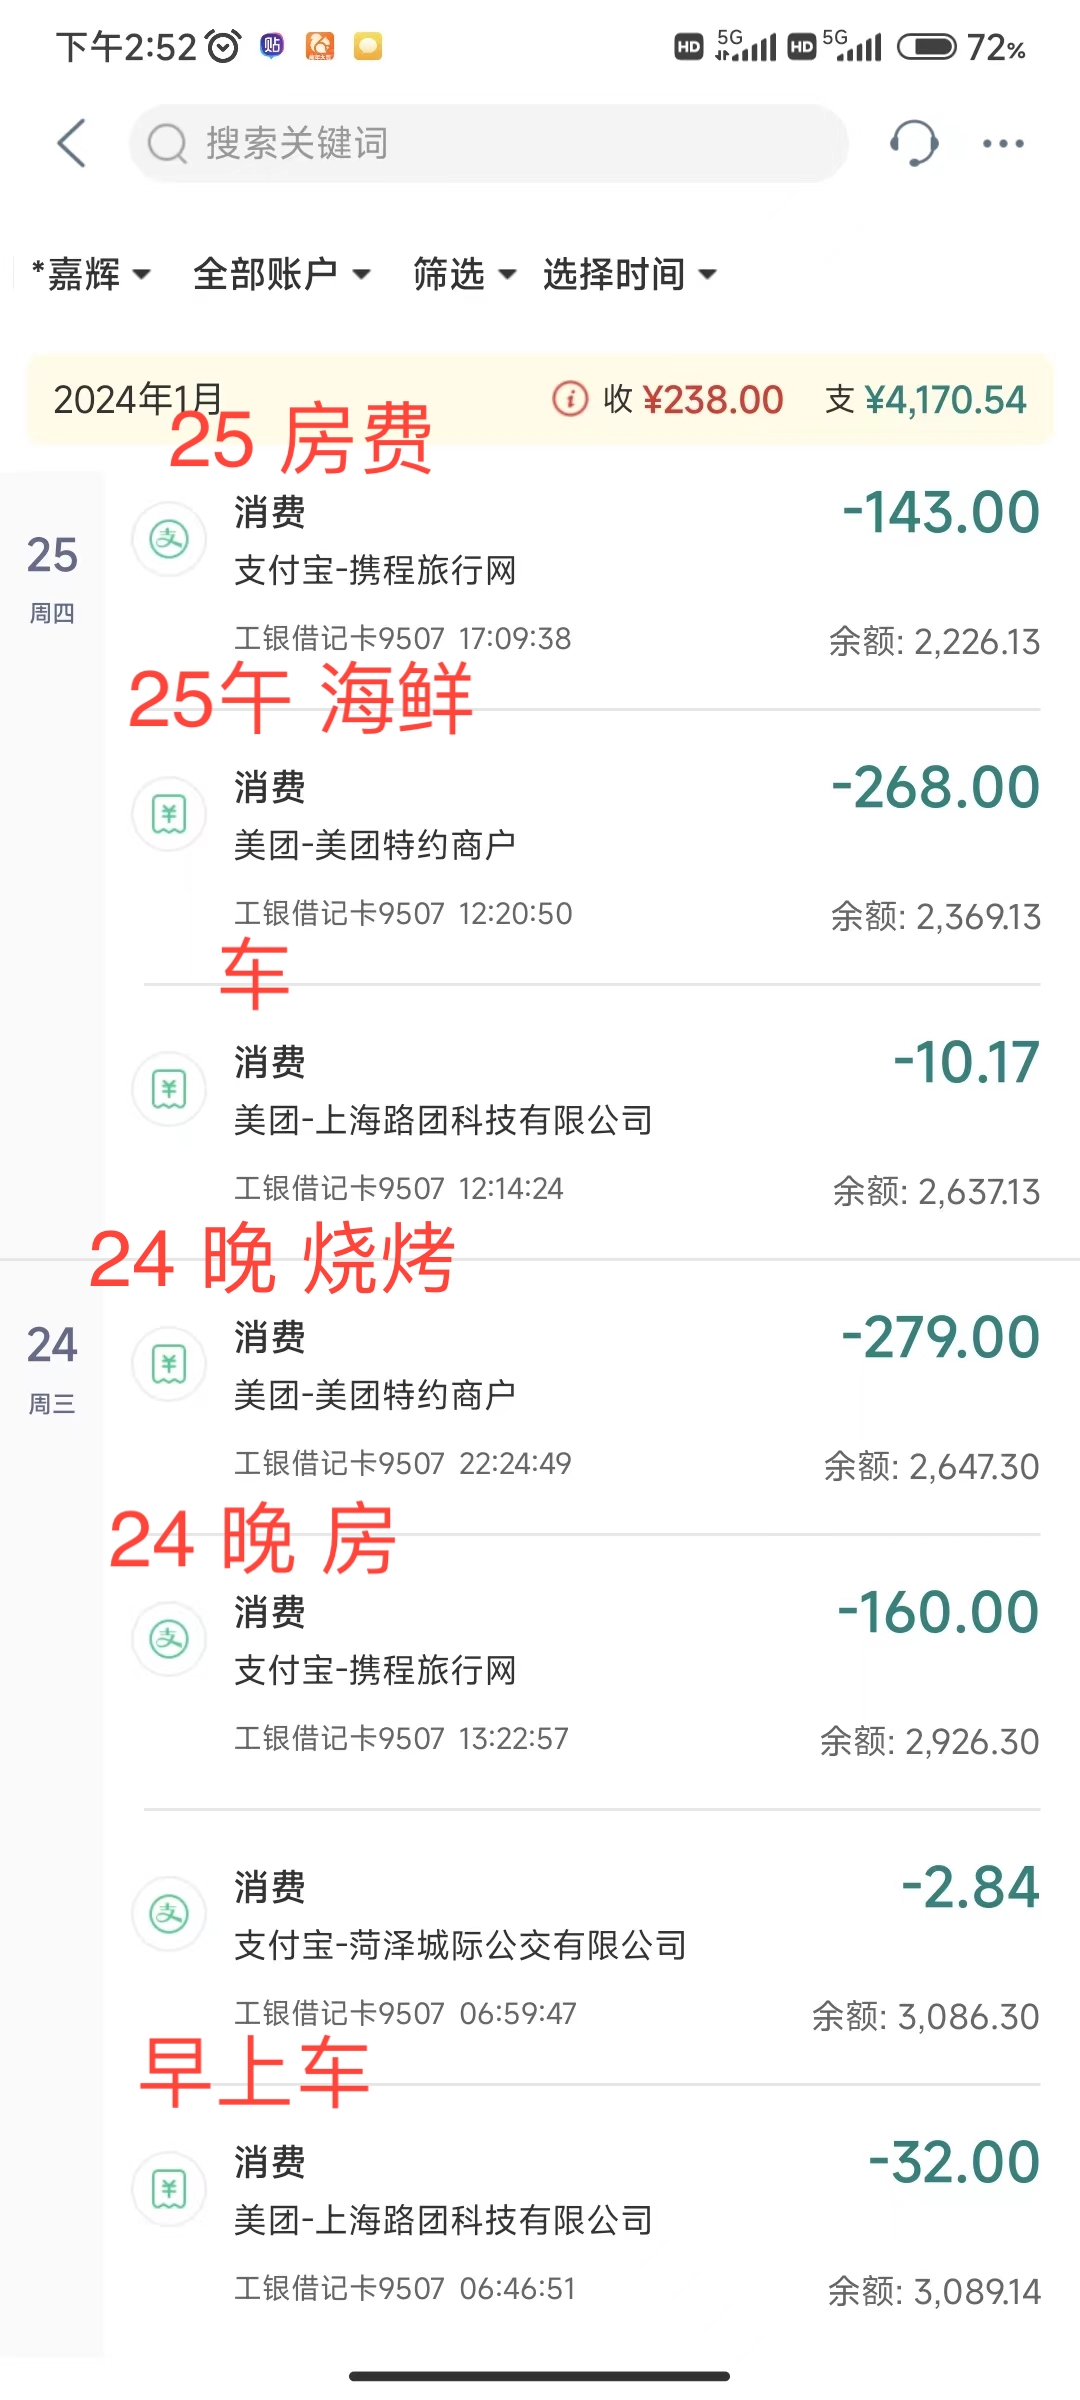 下午2:52 贴 HD 5G HD 5G 72%
搜索关键词
*嘉辉 全部账户 筛选 选择时间
2024年1月 收 ¥238.00 支 ¥4,170.54
25 房费
25 消费 -143.00
周四 支付宝-携程旅行网
工银借记卡9507 17:09:38 余额: 2,226.13
25午 海鲜
消费 -268.00
美团-美团特约商户
工银借记卡9507 12:20:50 余额: 2,369.13
车
消费 -10.17
美团-上海路团科技有限公司
工银借记卡9507 12:14:24 余额: 2,637.13
24 晚 烧烤
24 消费 -279.00
周三 美团-美团特约商户
工银借记卡9507 22:24:49 余额: 2,647.30
24 晚 房
消费 -160.00
支付宝-携程旅行网
工银借记卡9507 13:22:57 余额: 2,926.30
消费 -2.84
支付宝-菏泽城际公交有限公司
工银借记卡9507 06:59:47 余额: 3,086.30
早上车
消费 -32.00
美团-上海路团科技有限公司
工银借记卡9507 06:46:51 余额: 3,089.14